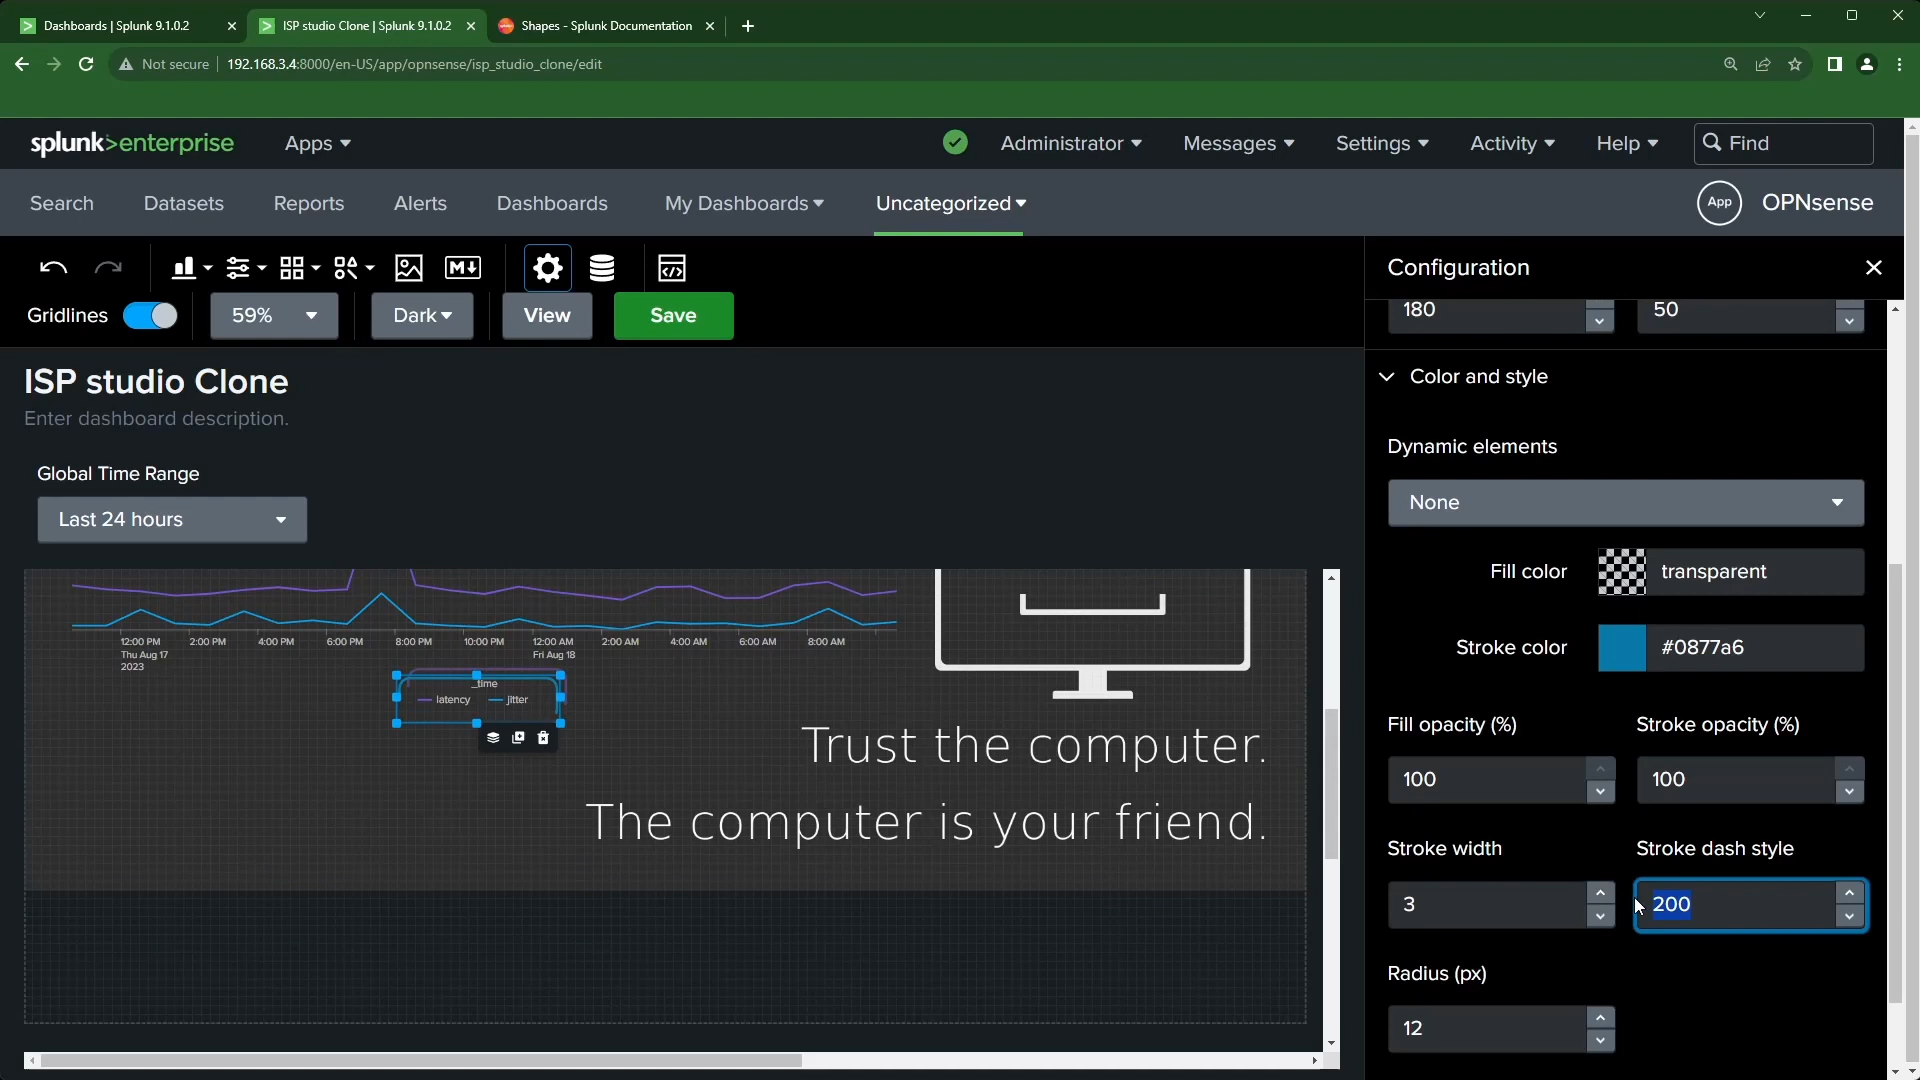 Dashboards | Splunk 9.1.0.2
ISP studio Clone | Splunk 9.1.0.2
Shapes - Splunk Documentation
Not secure
192.168.3.4:8000/en-US/app/opnsense/isp_studio_clone/edit
splunk>enterprise
Apps
Administrator
Messages
Settings
Activity
Help
Find
Search
Datasets
Reports
Alerts
Dashboards
My Dashboards
Uncategorized
App
OPNsense
M↓
Gridlines
59%
Dark
View
Save
ISP studio Clone
Enter dashboard description.
Global Time Range
Last 24 hours
12:00 PM
Thu Aug 17
2023
2:00 PM
4:00 PM
6:00 PM
8:00 PM
10:00 PM
12:00 AM
Fri Aug 18
2:00 AM
4:00 AM
6:00 AM
8:00 AM
_time
latency
jitter
Trust the computer.
The computer is your friend.
Configuration
180
50
Color and style
Dynamic elements
None
Fill color
transparent
Stroke color
#0877a6
Fill opacity (%)
Stroke opacity (%)
100
100
Stroke width
Stroke dash style
3
200
Radius (px)
12